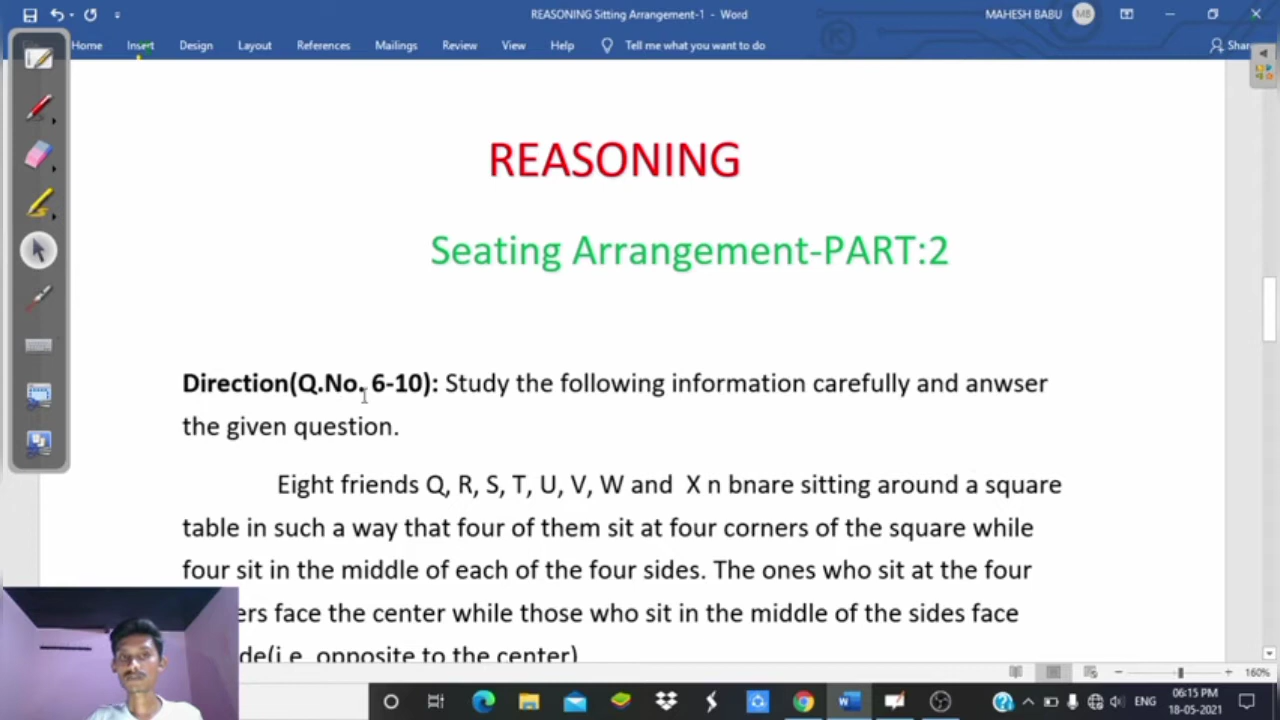 REASONING Sitting Arrangement-1 - Word
MAHESH BABU MB
Home Insert Design Layout References Mailings Review View Help Tell me what you want to do
REASONING
Seating Arrangement-PART:2
Direction(Q.No. 6-10): Study the following information carefully and anwser
the given question.
Eight friends Q, R, S, T, U, V, W and X n bnare sitting around a square
table in such a way that four of them sit at four corners of the square while
four sit in the middle of each of the four sides. The ones who sit at the four
face the center while those who sit in the middle of the sides face
opposite to the center)
160%
ENG
06:15 PM
18-05-2021